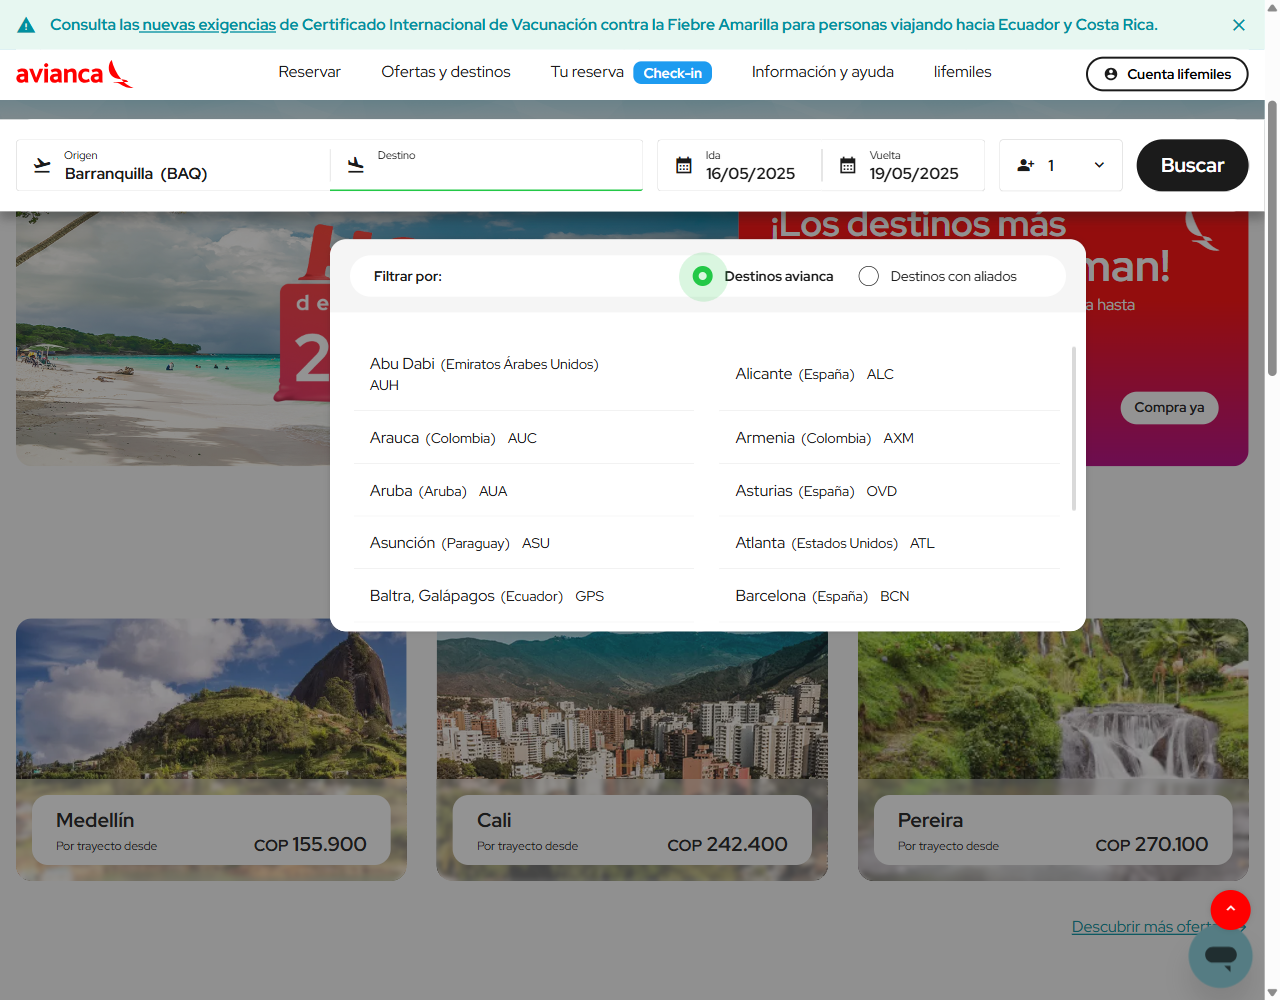 Consulta las nuevas exigencias de Certificado Internacional de Vacunación contra la Fiebre Amarilla para personas viajando hacia Ecuador y Costa Rica.
avianca
Reservar
Ofertas y destinos
Tu reserva
Check-in
Información y ayuda
lifemiles
Cuenta lifemiles
Origen
Barranquilla (BAQ)
Destino
Ida
16/05/2025
Vuelta
19/05/2025
1
Buscar
¡Los destinos más
man!
a hasta
Compra ya
de
2
Filtrar por:
Destinos avianca
Destinos con aliados
Abu Dabi (Emiratos Árabes Unidos)
AUH
Alicante (España) ALC
Arauca (Colombia) AUC
Armenia (Colombia) AXM
Aruba (Aruba) AUA
Asturias (España) OVD
Asunción (Paraguay) ASU
Atlanta (Estados Unidos) ATL
Baltra, Galápagos (Ecuador) GPS
Barcelona (España) BCN
Medellín
Por trayecto desde
COP 155.900
Cali
Por trayecto desde
COP 242.400
Pereira
Por trayecto desde
COP 270.100
Descubrir más ofert